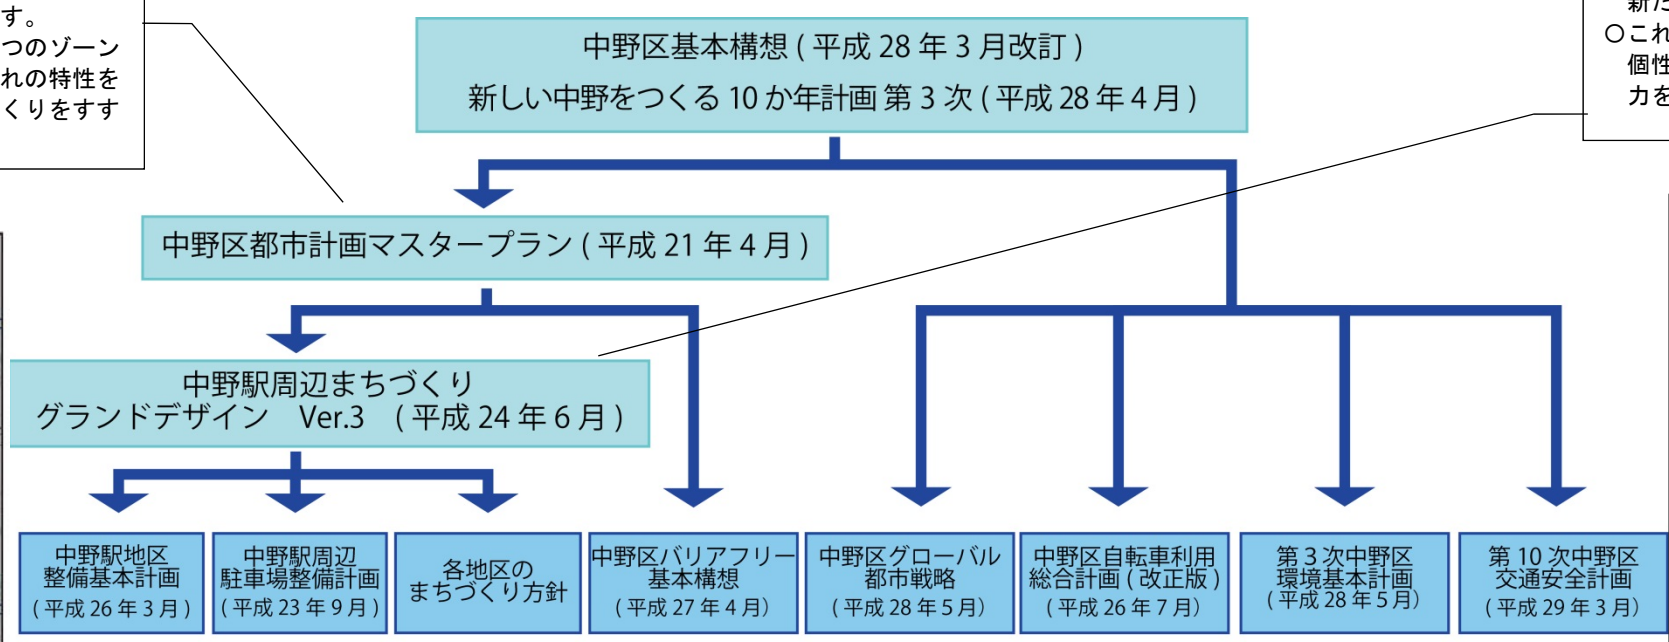 す。
つのゾーン
れの特性を
くりをすす
新た
○これ
個性
力を
中野区基本構想 ( 平成 28 年 3 月改訂 )
新しい中野をつくる 10 か年計画 第 3 次 ( 平成 28 年 4 月 )
中野区都市計画マスタープラン ( 平成 21 年 4 月 )
中野駅周辺まちづくり
グランドデザイン Ver.3 ( 平成 24 年 6 月 )
中野駅地区
整備基本計画
( 平成 26 年 3 月 )
中野駅周辺
駐車場整備計画
( 平成 23 年 9 月 )
各地区の
まちづくり方針
中野区バリアフリー
基本構想
( 平成 27 年 4 月)
中野区グローバル
都市戦略
( 平成 28 年 5 月)
中野区自転車利用
総合計画 ( 改正版 )
( 平成 26 年 7 月)
第 3 次中野区
環境基本計画
( 平成 28 年 5 月)
第 10 次中野区
交通安全計画
( 平成 29 年 3 月)